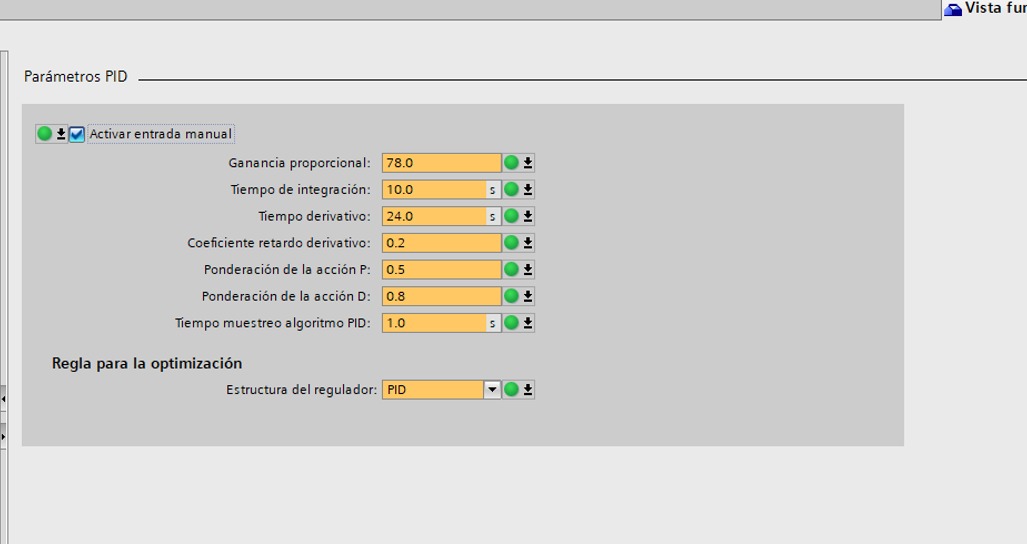 Vista fun
Parámetros PID
Activar entrada manual
Ganancia proporcional: 78.0
Tiempo de integración: 10.0 s
Tiempo derivativo: 24.0 s
Coeficiente retardo derivativo: 0.2
Ponderación de la acción P: 0.5
Ponderación de la acción D: 0.8
Tiempo muestreo algoritmo PID: 1.0 s
Regla para la optimización
Estructura del regulador: PID